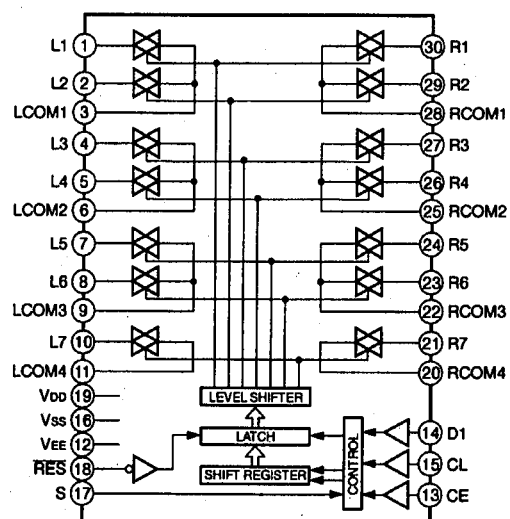 L1 1
L2 2
LCOM1 3
L3 4
L4 5
LCOM2 6
L5 7
L6 8
LCOM3 9
L7 10
LCOM4 11
VDD 19
VSS 16
VEE 12
RES 18
S 17
30 R1
29 R2
28 RCOM1
27 R3
26 R4
25 RCOM2
24 R5
23 R6
22 RCOM3
21 R7
20 RCOM4
14 D1
15 CL
13 CE
LEVEL SHIFTER
LATCH
SHIFT REGISTER
CONTROL